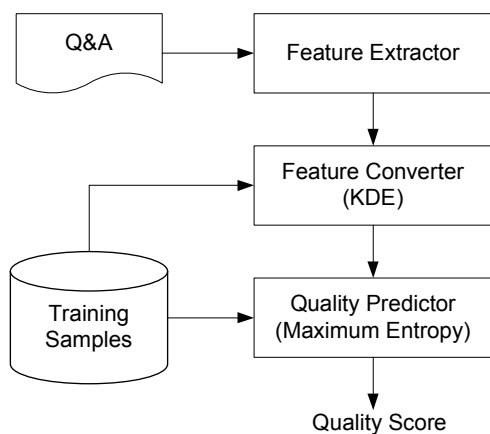 Q&A
Feature Extractor
Feature Converter
(KDE)
Training
Samples
Quality Predictor
(Maximum Entropy)
Quality Score